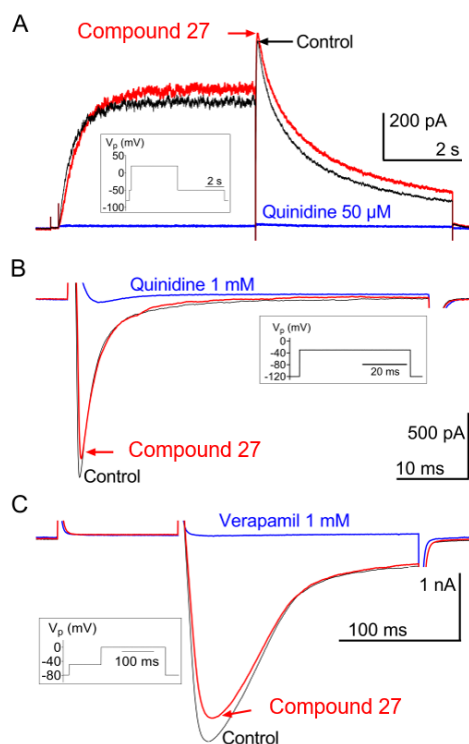 A
Compound 27
Control
200 pA
2 s
Vp (mV)
50
0
-50
-100
2 s
Quinidine 50 µM
B
Quinidine 1 mM
Vp (mV)
0
-40
-80
-120
20 ms
500 pA
10 ms
Compound 27
Control
C
Verapamil 1 mM
1 nA
100 ms
Vp (mV)
0
-40
-80
100 ms
Compound 27
Control